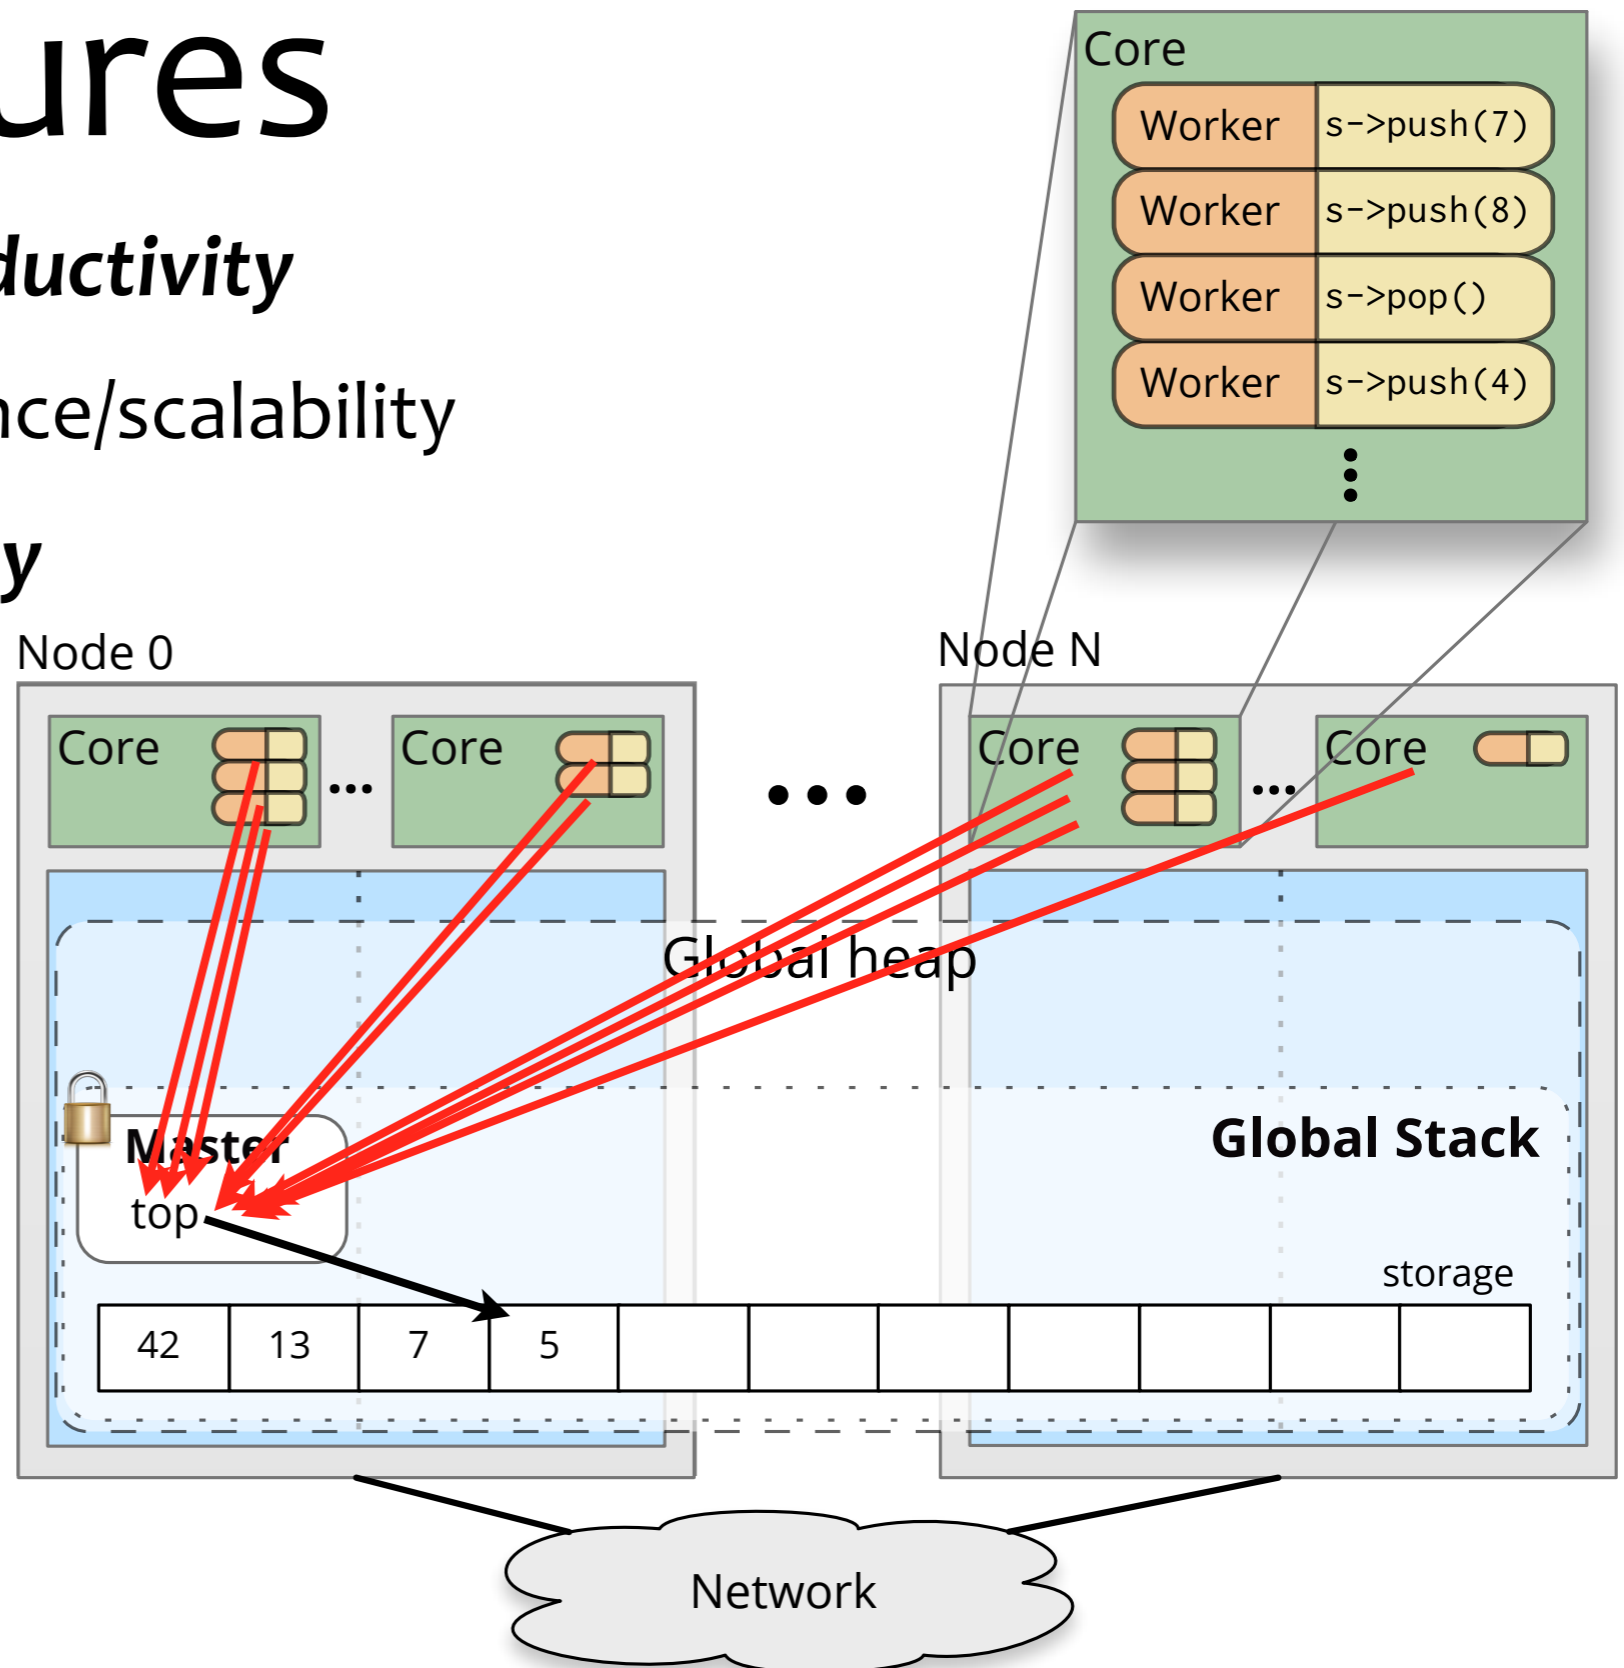 ures
ductivity
nce/scalability
y
Core
Worker s->push(7)
Worker s->push(8)
Worker s->pop()
Worker s->push(4)
Node 0
Node N
Core
Core
Core
Core
Global heap
Master
top
Global Stack
storage
42 13 7 5
Network